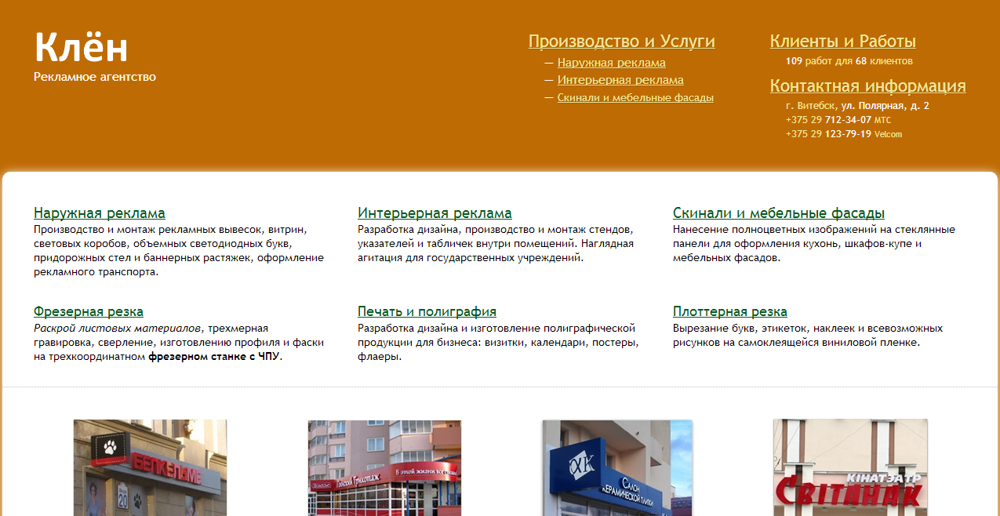 Клён
Рекламное агентство
Производство и Услуги
— Наружная реклама
— Интерьерная реклама
— Скинали и мебельные фасады
Клиенты и Работы
109 работ для 68 клиентов
Контактная информация
г. Витебск, ул. Полярная, д. 2
+375 29 712-34-07 МТС
+375 29 123-79-19 Velcom
Наружная реклама
Производство и монтаж рекламных вывесок, витрин,
световых коробов, объемных светодиодных букв,
придорожных стел и баннерных растяжек, оформление
рекламного транспорта.
Интерьерная реклама
Разработка дизайна, производство и монтаж стендов,
указателей и табличек внутри помещений. Наглядная
агитация для государственных учреждений.
Скинали и мебельные фасады
Нанесение полноцветных изображений на стеклянные
панели для оформления кухонь, шкафов-купе и
мебельных фасадов.
Фрезерная резка
Раскрой листовых материалов, трехмерная
гравировка, сверление, изготовлению профиля и фаски
на трехкоординатном фрезерном станке с ЧПУ.
Печать и полиграфия
Разработка дизайна и изготовление полиграфической
продукции для бизнеса: визитки, календари, постеры,
флаеры.
Плоттерная резка
Вырезание букв, этикеток, наклеек и всевозможных
рисунков на самоклеящейся виниловой пленке.
БЕЛКЕЛЬМЕ
20
Трикотаж
В этой жизни все
αК
Салон
КЕРАМИЧЕСКОЙ ПЛИТКИ
КІНАТЭАТР
СВІТАНАК